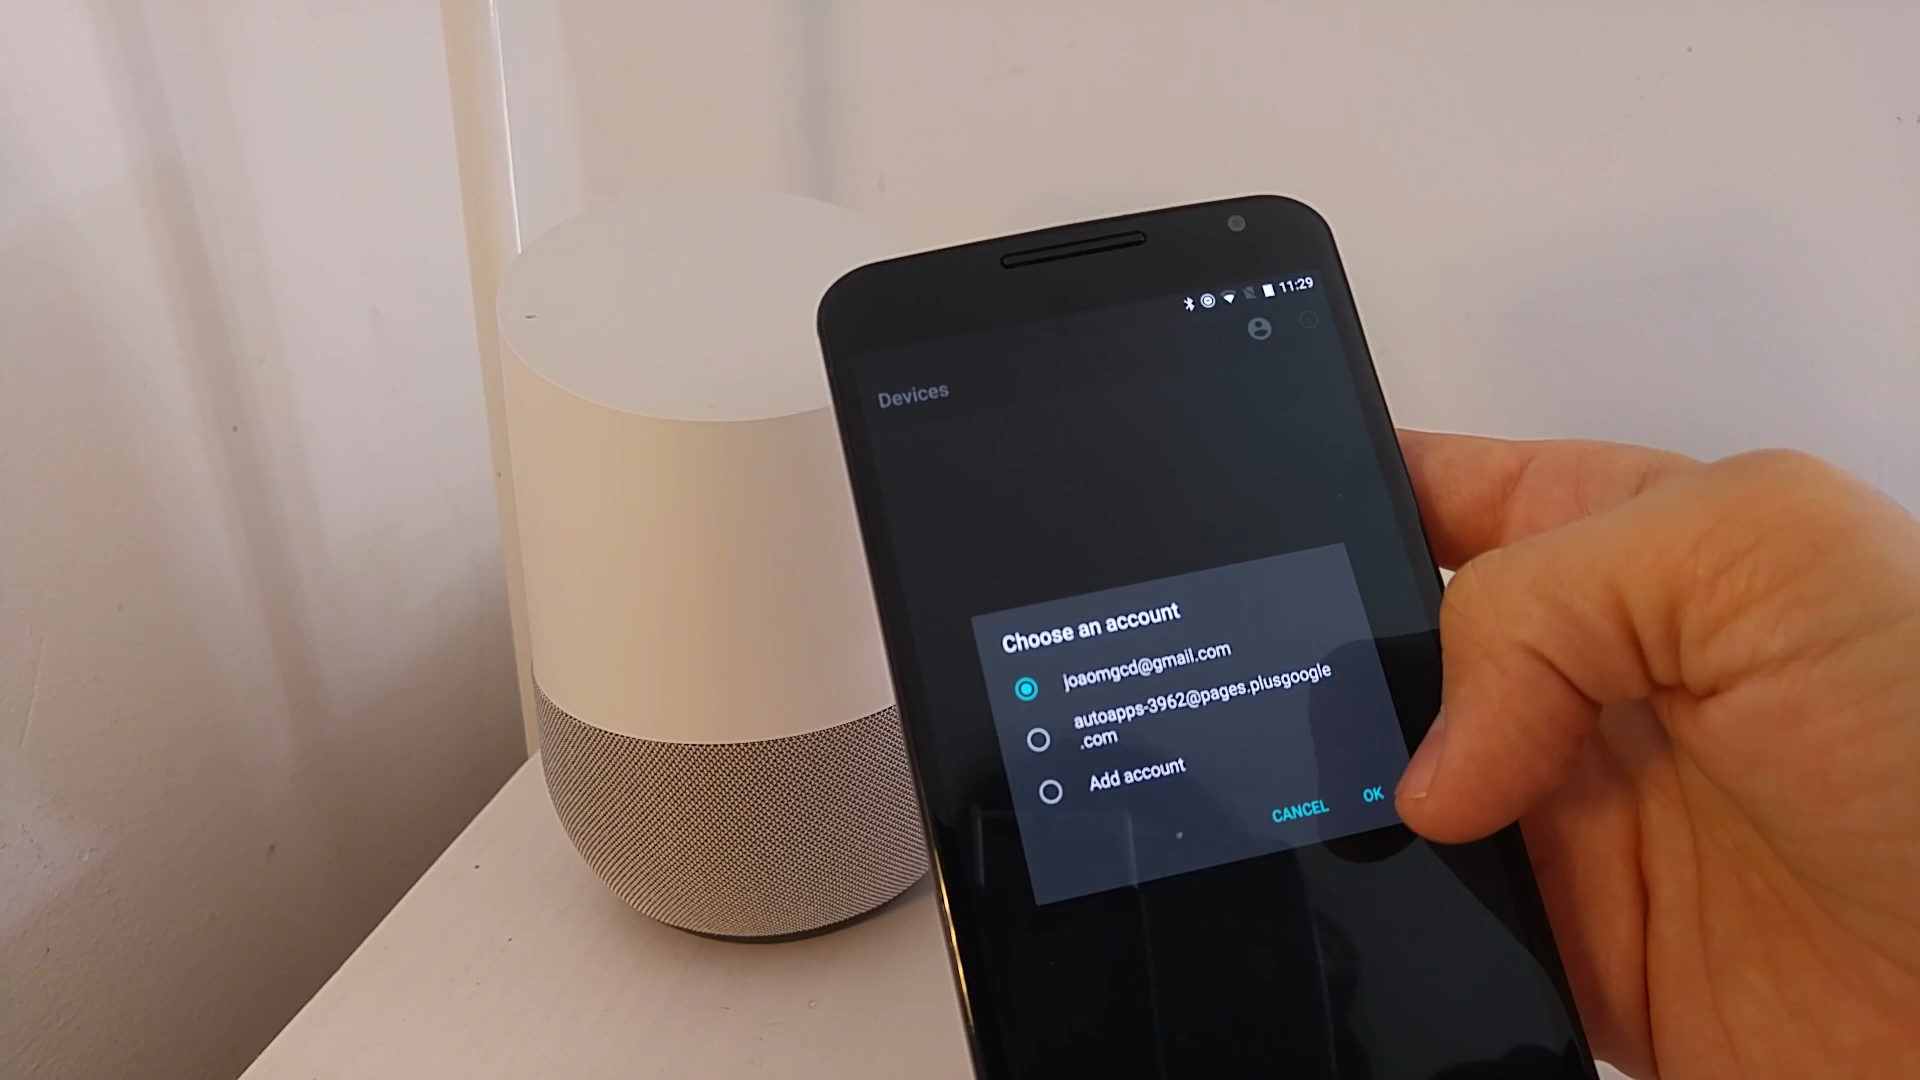 11:29
Devices
Choose an account
joaomgcd@gmail.com
autoapps-3962@pages.plusgoogle
.com
Add account
CANCEL OK